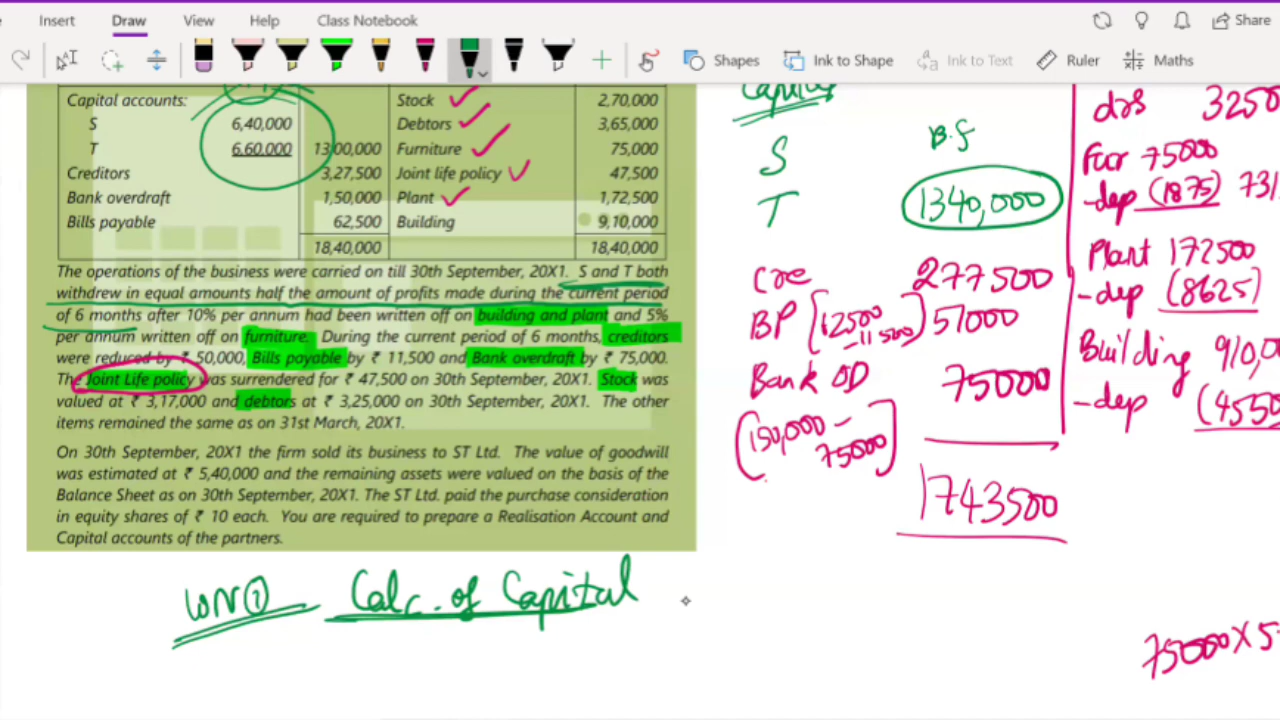 Insert Draw View Help Class Notebook Share
Shapes Ink to Shape Ink to Text Ruler Maths
Capital accounts: Stock 2,70,000
S 6,40,000 Debtors 3,65,000
T 6,60,000 13,00,000 Furniture 75,000
Creditors 3,27,500 Joint life policy 47,500
Bank overdraft 1,50,000 Plant 1,72,500
Bills payable 62,500 Building 9,10,000
18,40,000 18,40,000
The operations of the business were carried on till 30th September, 20X1. S and T both
withdrew in equal amounts half the amount of profits made during the current period
of 6 months after 10% per annum had been written off on building and plant and 5%
per annum written off on furniture. During the current period of 6 months, creditors
were reduced by ₹ 50,000, Bills payable by ₹ 11,500 and Bank overdraft by ₹ 75,000.
The Joint Life policy was surrendered for ₹ 47,500 on 30th September, 20X1. Stock was
valued at ₹ 3,17,000 and debtors at ₹ 3,25,000 on 30th September, 20X1. The other
items remained the same as on 31st March, 20X1.
On 30th September, 20X1 the firm sold its business to ST Ltd. The value of goodwill
was estimated at ₹ 5,40,000 and the remaining assets were valued on the basis of the
Balance Sheet as on 30th September, 20X1. The ST Ltd. paid the purchase consideration
in equity shares of ₹ 10 each. You are required to prepare a Realisation Account and
Capital accounts of the partners.
WN ① Calc. of Capital
B.f
S
T 1340,000
Cre 277500
BP [12500 - 11500] 51000
Bank OD 75000
(150,000 - 75000)
1743500
drs 3250
Fur 75000
-dep (1875) 731
Plant 172500
-dep (8625)
Building 910,0
-dep (4550
75000 X 5